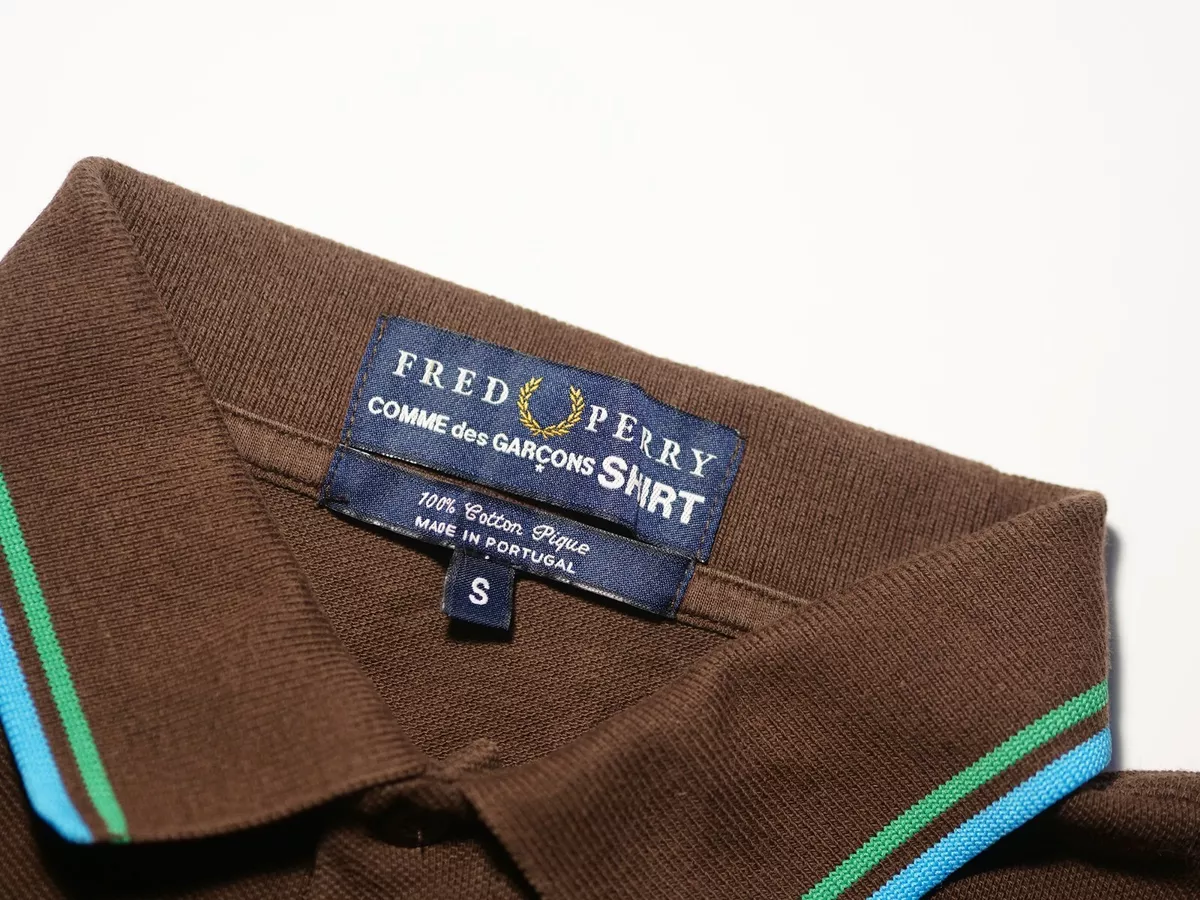 FRED PERRY
COMME des GARÇONS SHIRT
100% Cotton Pique
MADE IN PORTUGAL
S